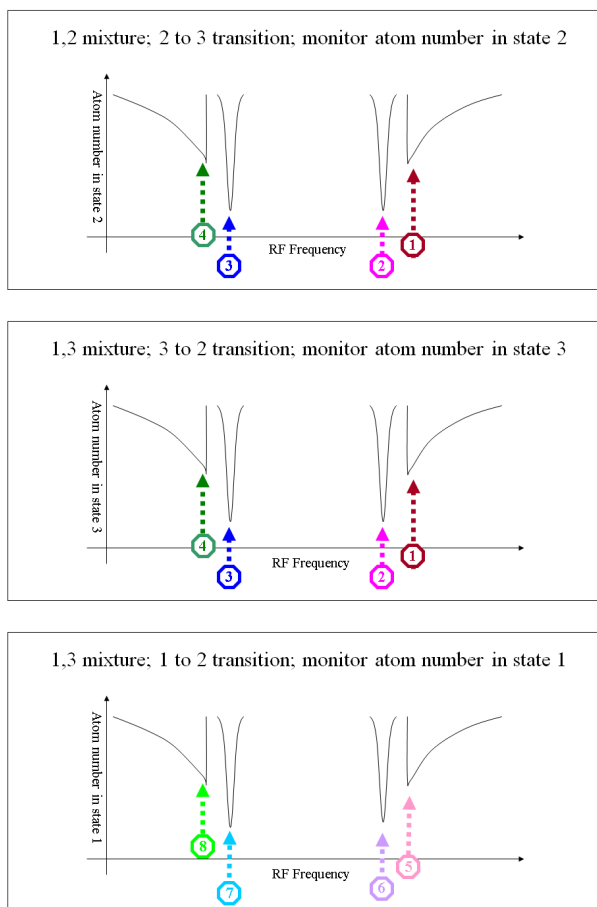 1,2 mixture; 2 to 3 transition; monitor atom number in state 2
Atom number in state 2
4
3
RF Frequency
2
1
1,3 mixture; 3 to 2 transition; monitor atom number in state 3
Atom number in state 3
4
3
RF Frequency
2
1
1,3 mixture; 1 to 2 transition; monitor atom number in state 1
Atom number in state 1
8
7
RF Frequency
6
5